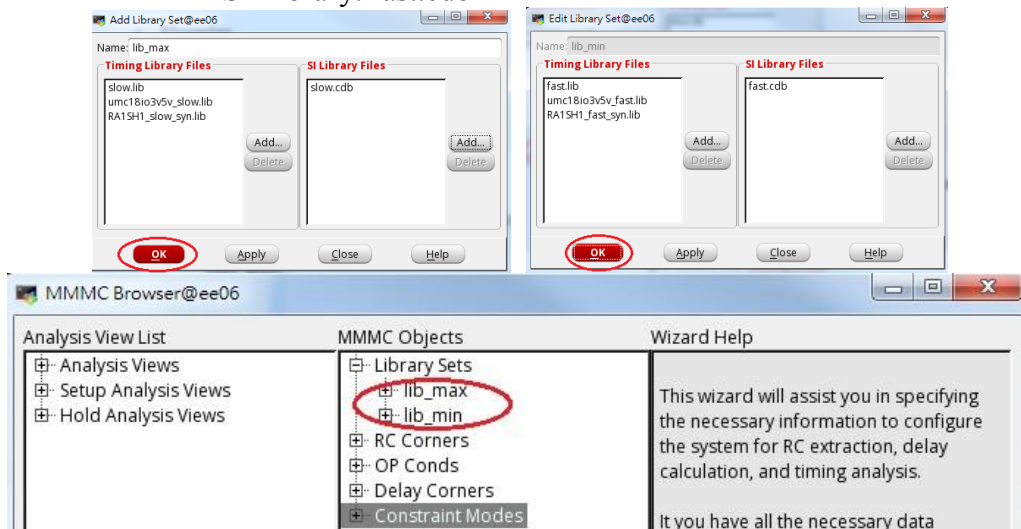 Add Library Set@ee06
Name: lib_max
Timing Library Files
slow.lib
umc18io3v5v_slow.lib
RA1SH1_slow_syn.lib
Add...
Delete
SI Library Files
slow.cdb
Add...
Delete
OK
Apply
Close
Help
Edit Library Set@ee06
Name: lib_min
Timing Library Files
fast.lib
umc18io3v5v_fast.lib
RA1SH1_fast_syn.lib
Add...
Delete
SI Library Files
fast.cdb
Add...
Delete
OK
Apply
Close
Help
MMMC Browser@ee06
Analysis View List
Analysis Views
Setup Analysis Views
Hold Analysis Views
MMMC Objects
Library Sets
lib_max
lib_min
RC Corners
OP Conds
Delay Corners
Constraint Modes
Wizard Help
This wizard will assist you in specifying
the necessary information to configure
the system for RC extraction, delay
calculation, and timing analysis.
It you have all the necessary data